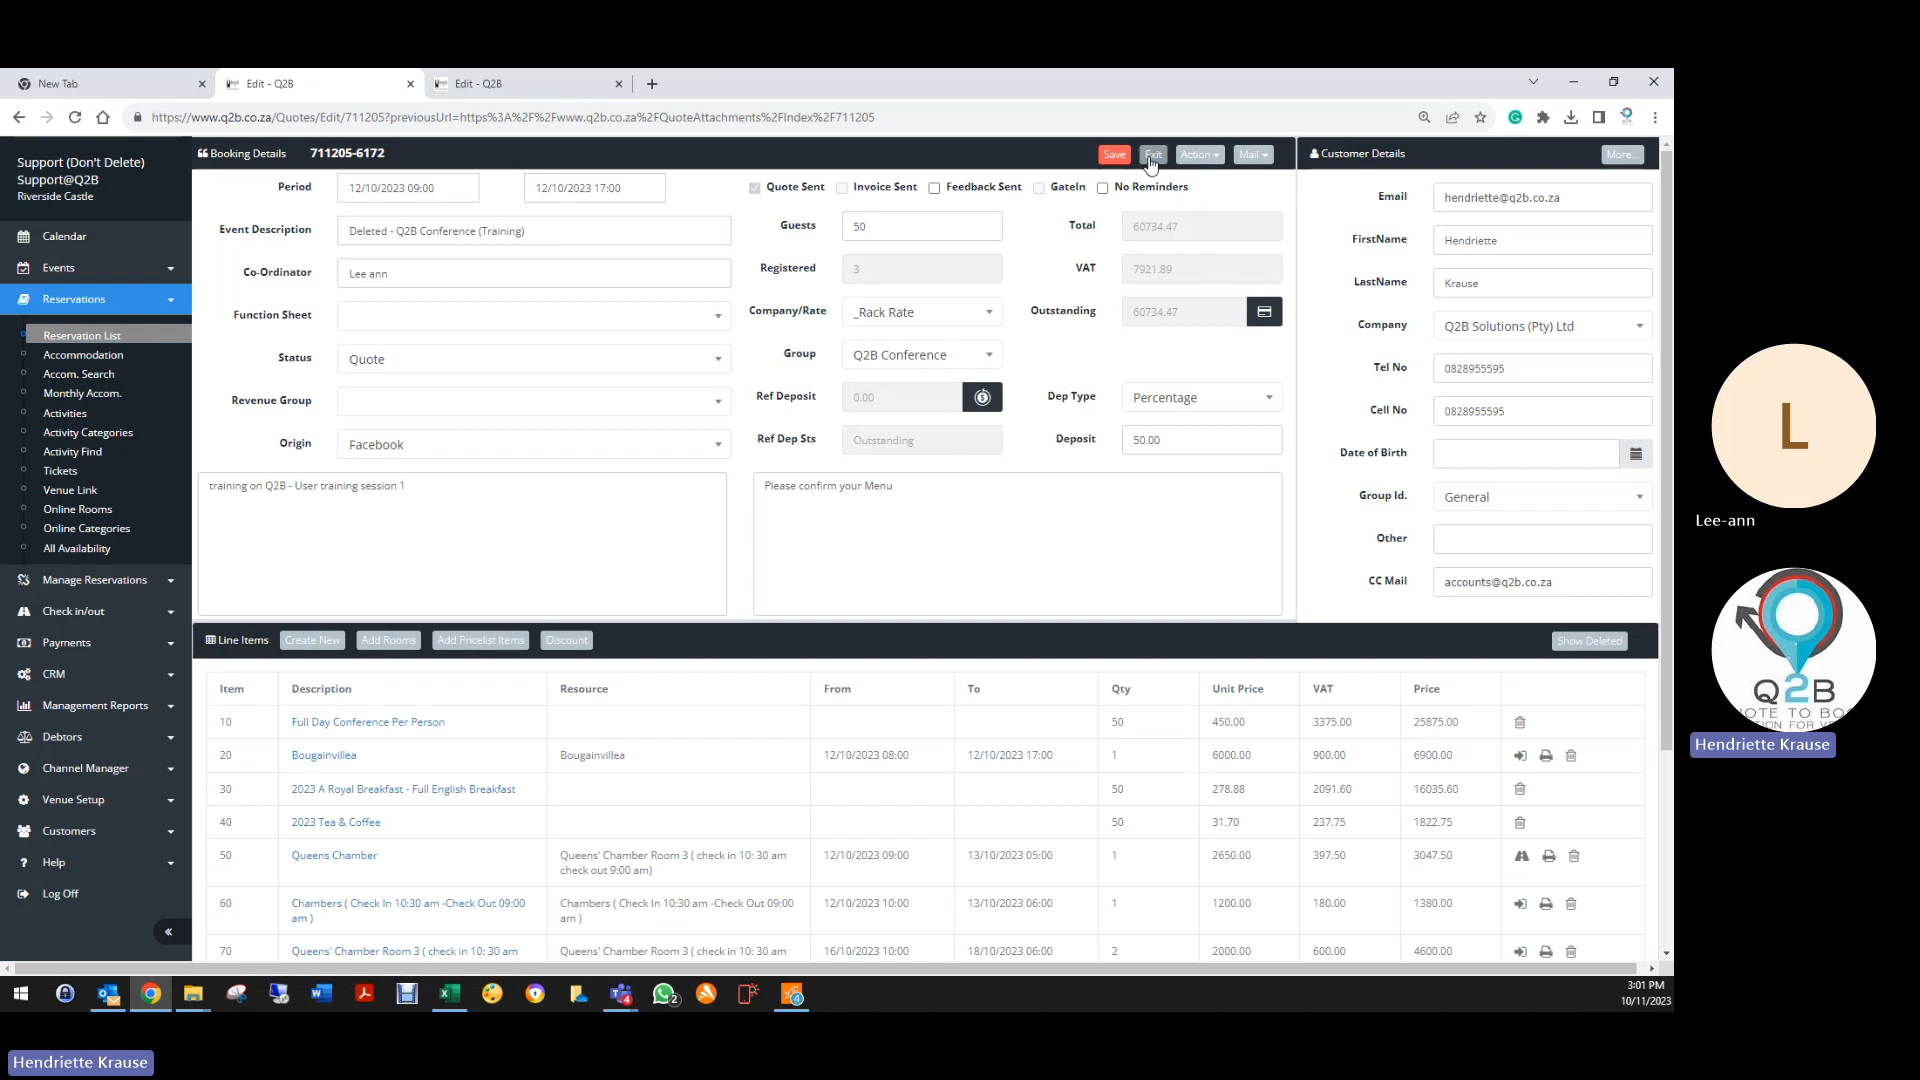 New Tab
Edit - Q2B
Edit - Q2B
https://www.q2b.co.za/Quotes/Edit/711205?previousUrl=https%3A%2F%2Fwww.q2b.co.za%2FQuoteAttachments%2FIndex%2F711205
Support (Don't Delete)
Support@Q2B
Riverside Castle
Calendar
Events
Reservations
Reservation List
Accommodation
Accom. Search
Monthly Accom.
Activities
Activity Categories
Activity Find
Tickets
Venue Link
Online Rooms
Online Categories
All Availability
Manage Reservations
Check in/out
Payments
CRM
Management Reports
Debtors
Channel Manager
Venue Setup
Customers
Help
Log Off
Booking Details 711205-6172
Save Exit Action Mail
Period 12/10/2023 09:00 12/10/2023 17:00
Event Description Deleted - Q2B Conference (Training)
Co-Ordinator Lee ann
Function Sheet
Status Quote
Revenue Group
Origin Facebook
Quote Sent Invoice Sent Feedback Sent GateIn No Reminders
Guests 50 Total 60734.47
Registered 3 VAT 7921.89
Company/Rate _Rack Rate Outstanding 60734.47
Group Q2B Conference
Ref Deposit 0.00 Dep Type Percentage
Ref Dep Sts Outstanding Deposit 50.00
training on Q2B - User training session 1
Please confirm your Menu
Customer Details More...
Email hendriette@q2b.co.za
FirstName Hendriette
LastName Krause
Company Q2B Solutions (Pty) Ltd
Tel No 0828955595
Cell No 0828955595
Date of Birth
Group Id. General
Other
CC Mail accounts@q2b.co.za
Line Items Create New Add Rooms Add Pricelist Items Discount Show Deleted
Item Description Resource From To Qty Unit Price VAT Price
10 Full Day Conference Per Person 50 450.00 3375.00 25875.00
20 Bougainvillea Bougainvillea 12/10/2023 08:00 12/10/2023 17:00 1 6000.00 900.00 6900.00
30 2023 A Royal Breakfast - Full English Breakfast 50 278.88 2091.60 16035.60
40 2023 Tea & Coffee 50 31.70 237.75 1822.75
50 Queens Chamber Queens' Chamber Room 3 ( check in 10: 30 am 12/10/2023 09:00 13/10/2023 05:00 1 2650.00 397.50 3047.50
check out 9:00 am)
60 Chambers ( Check In 10:30 am -Check Out 09:00 Chambers ( Check In 10:30 am -Check Out 09:00 12/10/2023 10:00 13/10/2023 06:00 1 1200.00 180.00 1380.00
am ) am )
70 Queens' Chamber Room 3 ( check in 10: 30 am Queens' Chamber Room 3 ( check in 10: 30 am 16/10/2023 10:00 18/10/2023 06:00 2 2000.00 600.00 4600.00
3:01 PM
10/11/2023
L
Lee-ann
Q2B
Hendriette Krause
Hendriette Krause